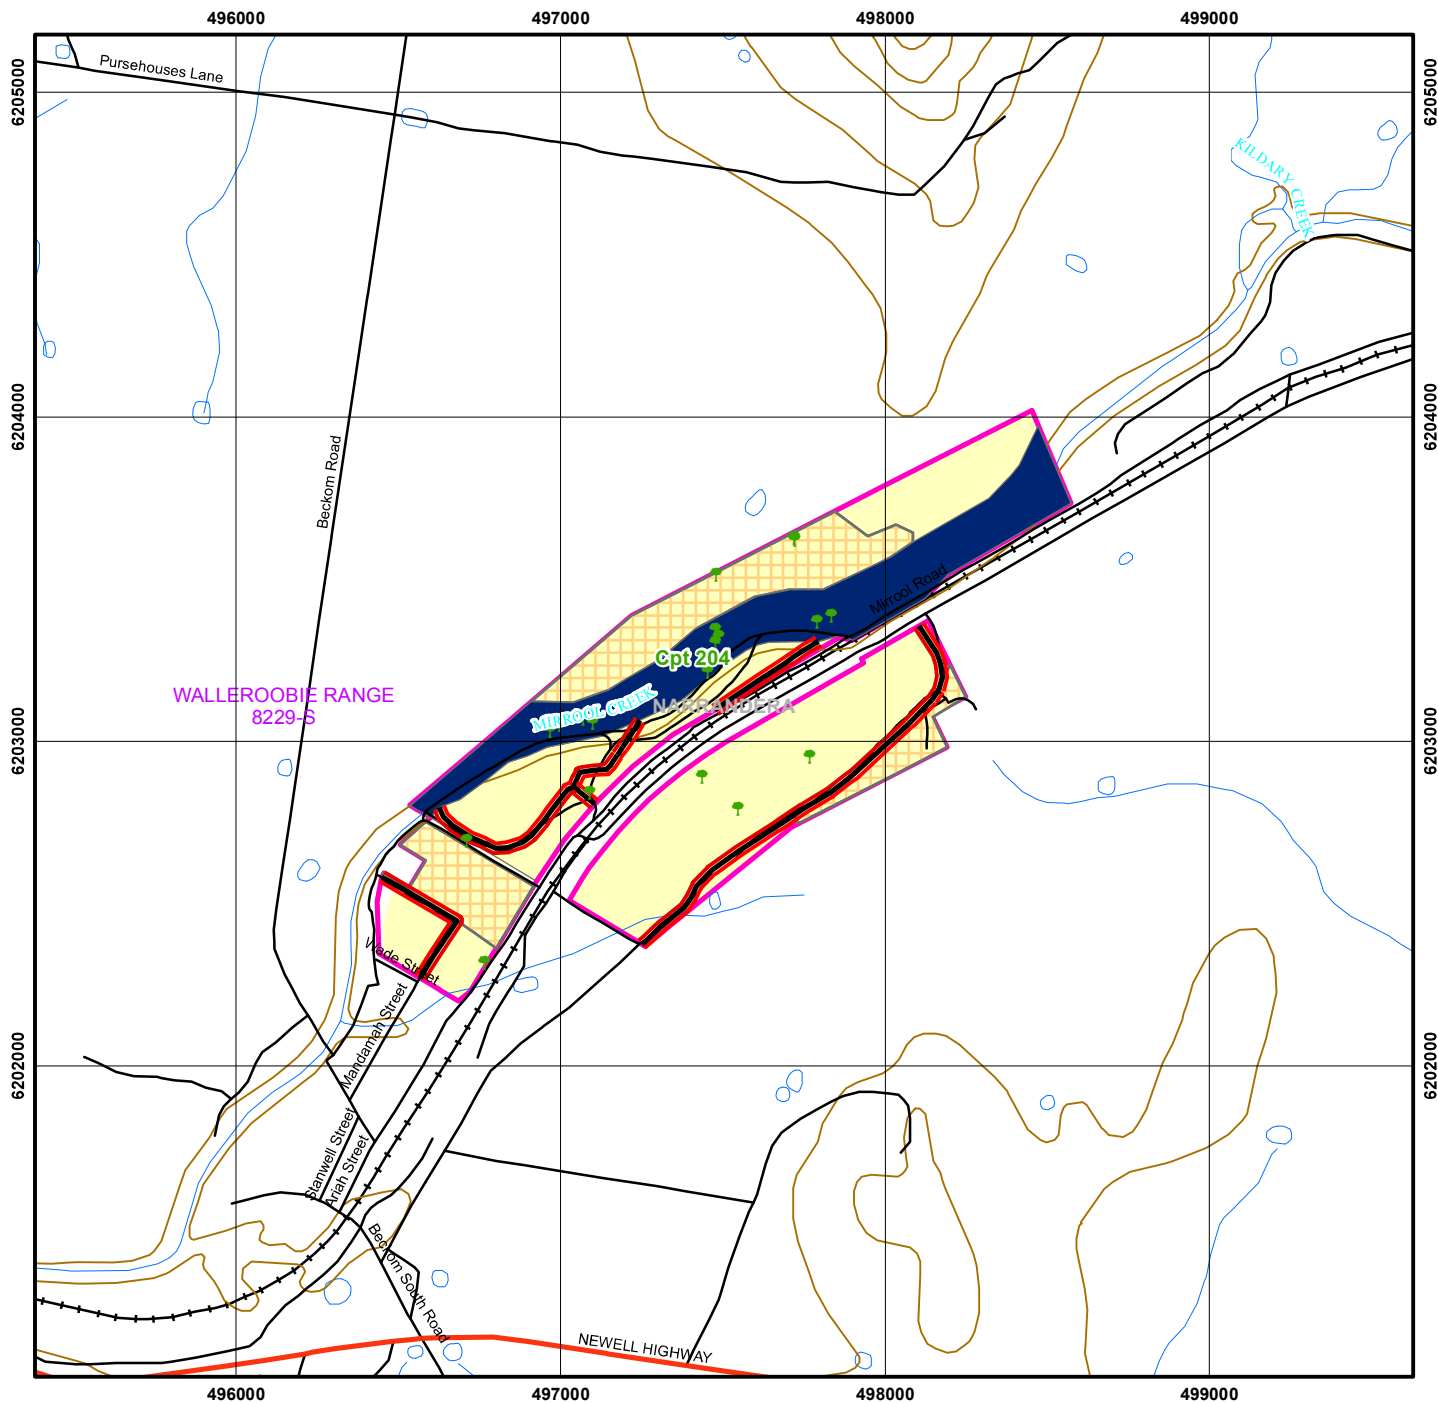 496000
497000
498000
499000
6205000
6205000
Pursehouses Lane
KILDARY CREEK
6204000
6204000
Beckom Road
Mirrool Road
Cpt 204
WALLEROOBIE RANGE
8229-S
MIRROOL CREEK
NARRANDERA
6203000
6203000
Wade Street
Mandamah Street
6202000
6202000
Stanwell Street
Ariah Street
Beckom South Road
NEWELL HIGHWAY
496000
497000
498000
499000